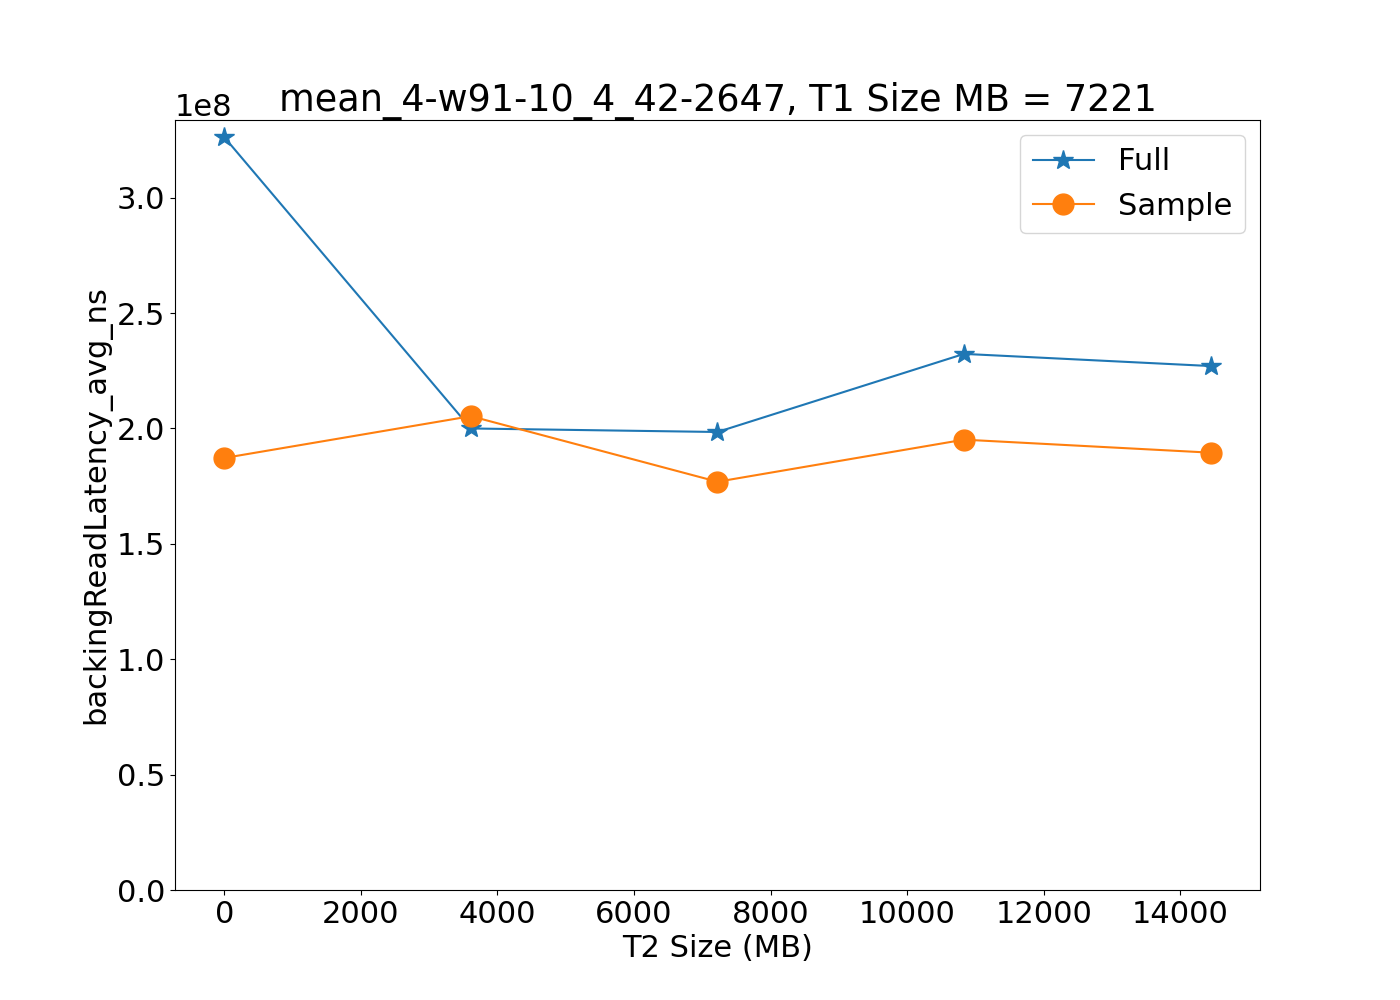 mean_4-w91-10_4_42-2647, T1 Size MB = 7221
1e8
Full
Sample
3.0
2.5
2.0
1.5
1.0
0.5
0.0
backingReadLatency_avg_ns
0 2000 4000 6000 8000 10000 12000 14000
T2 Size (MB)